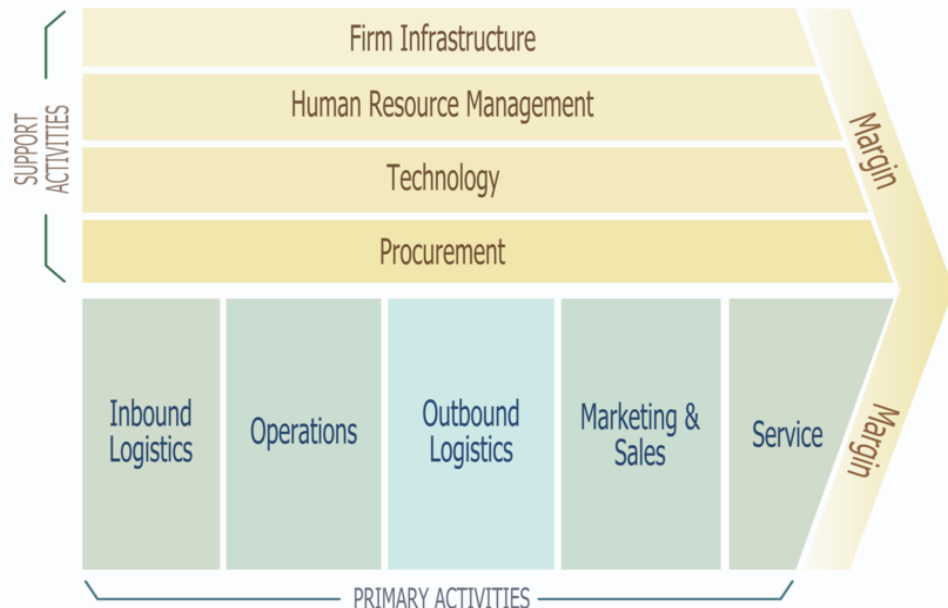 Firm Infrastructure
Human Resource Management
Technology
Procurement
SUPPORT
ACTIVITIES
Margin
Inbound
Logistics
Operations
Outbound
Logistics
Marketing &
Sales
Service
Margin
PRIMARY ACTIVITIES